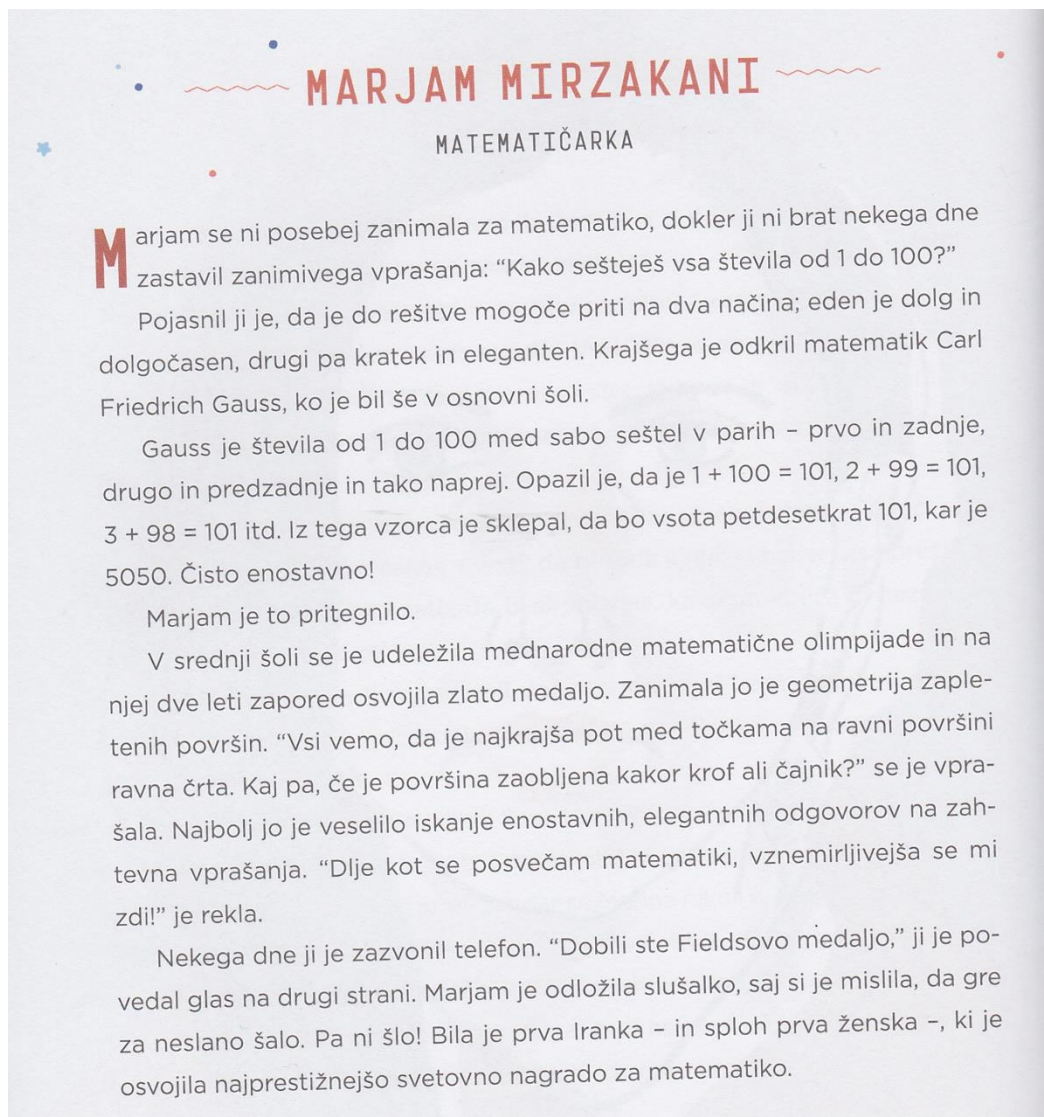 MARJAM MIRZAKANI
MATEMATIČARKA
Marjam se ni posebej zanimala za matematiko, dokler ji ni brat nekega dne
zastavil zanimivega vprašanja: “Kako sešteješ vsa števila od 1 do 100?”
Pojasnil ji je, da je do rešitve mogoče priti na dva načina; eden je dolg in
dolgočasen, drugi pa kratek in eleganten. Krajšega je odkril matematik Carl
Friedrich Gauss, ko je bil še v osnovni šoli.
Gauss je števila od 1 do 100 med sabo seštel v parih – prvo in zadnje,
drugo in predzadnje in tako naprej. Opazil je, da je 1 + 100 = 101, 2 + 99 = 101,
3 + 98 = 101 itd. Iz tega vzorca je sklepal, da bo vsota petdesetkrat 101, kar je
5050. Čisto enostavno!
Marjam je to pritegnilo.
V srednji šoli se je udeležila mednarodne matematične olimpijade in na
njej dve leti zapored osvojila zlato medaljo. Zanimala jo je geometrija zaple-
tenih površin. “Vsi vemo, da je najkrajša pot med točkama na ravni površini
ravna črta. Kaj pa, če je površina zaobljena kakor krof ali čajnik?” se je vpra-
šala. Najbolj jo je veselilo iskanje enostavnih, elegantnih odgovorov na zah-
tevna vprašanja. “Dlje kot se posvečam matematiki, vznemirljivejša se mi
zdi!” je rekla.
Nekega dne ji je zazvonil telefon. “Dobili ste Fieldsovo medaljo,” ji je po-
vedal glas na drugi strani. Marjam je odložila slušalko, saj si je mislila, da gre
za neslano šalo. Pa ni šlo! Bila je prva Iranka – in sploh prva ženska –, ki je
osvojila najprestižnejšo svetovno nagrado za matematiko.